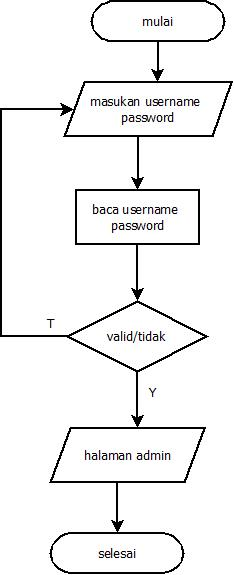 mulai
masukan username
password
baca username
password
valid/tidak
T
Y
halaman admin
selesai